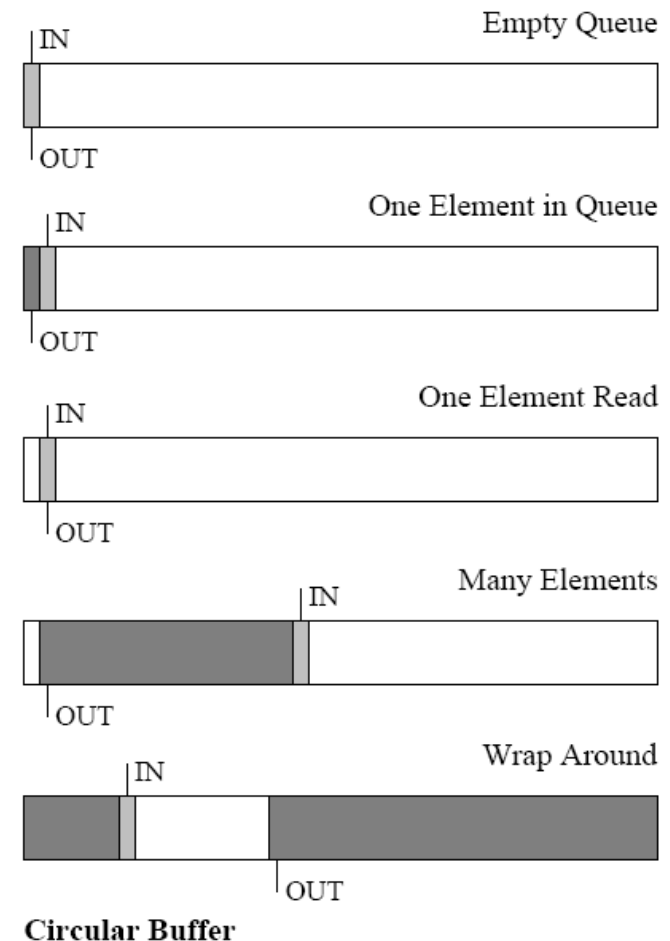 Empty Queue
IN
OUT
One Element in Queue
IN
OUT
One Element Read
IN
OUT
Many Elements
IN
OUT
Wrap Around
IN
OUT
Circular Buffer